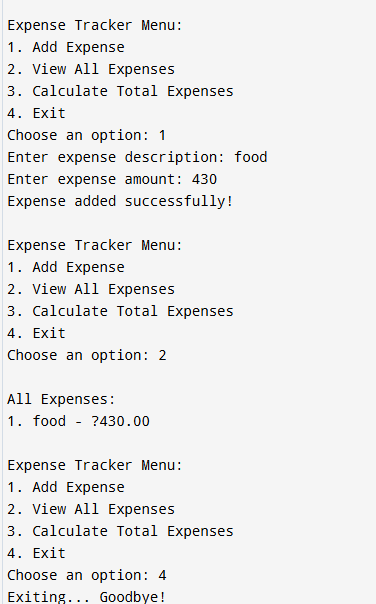 Expense Tracker Menu:
1. Add Expense
2. View All Expenses
3. Calculate Total Expenses
4. Exit
Choose an option: 1
Enter expense description: food
Enter expense amount: 430
Expense added successfully!
Expense Tracker Menu:
1. Add Expense
2. View All Expenses
3. Calculate Total Expenses
4. Exit
Choose an option: 2
All Expenses:
1. food - ?430.00
Expense Tracker Menu:
1. Add Expense
2. View All Expenses
3. Calculate Total Expenses
4. Exit
Choose an option: 4
Exiting... Goodbye!